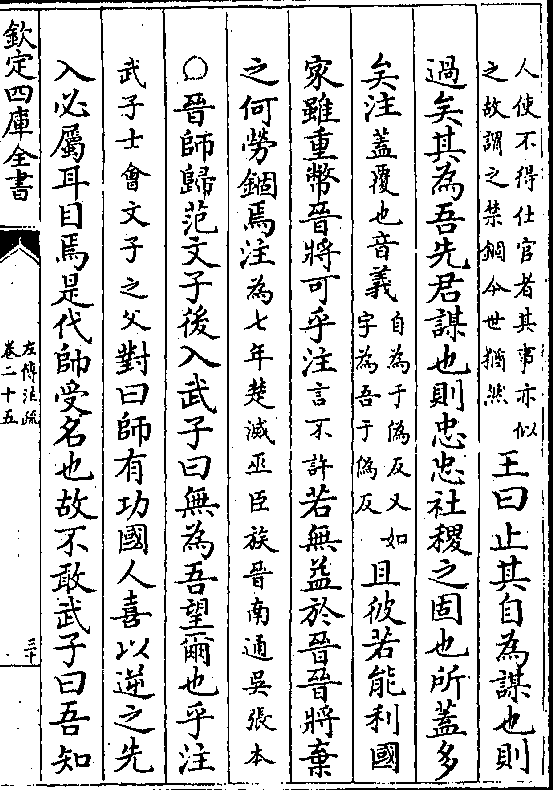 人使不得仕官者其事亦似
之故謂之禁錮今世猶然
王曰止其自為謀也則
過矣其為吾先君謀也則忠忠社稷之固也所蓋多
矣注蓋覆也音義
自為于偽反又如
字為吾于偽反
且彼若能利國
家雖重幣晉將可乎注言不許若無益於晉晉將棄
之何勞錮焉注為七年楚滅巫臣族晉南通吳張本
○晉師歸范文子後入武子曰無為吾望爾也乎注
武子士會文子之父對曰師有功國人喜以逆之先
入必屬耳目焉是代帥受名也故不敢武子曰吾知
欽定四庫全書
左傳注疏
卷二十五
三十